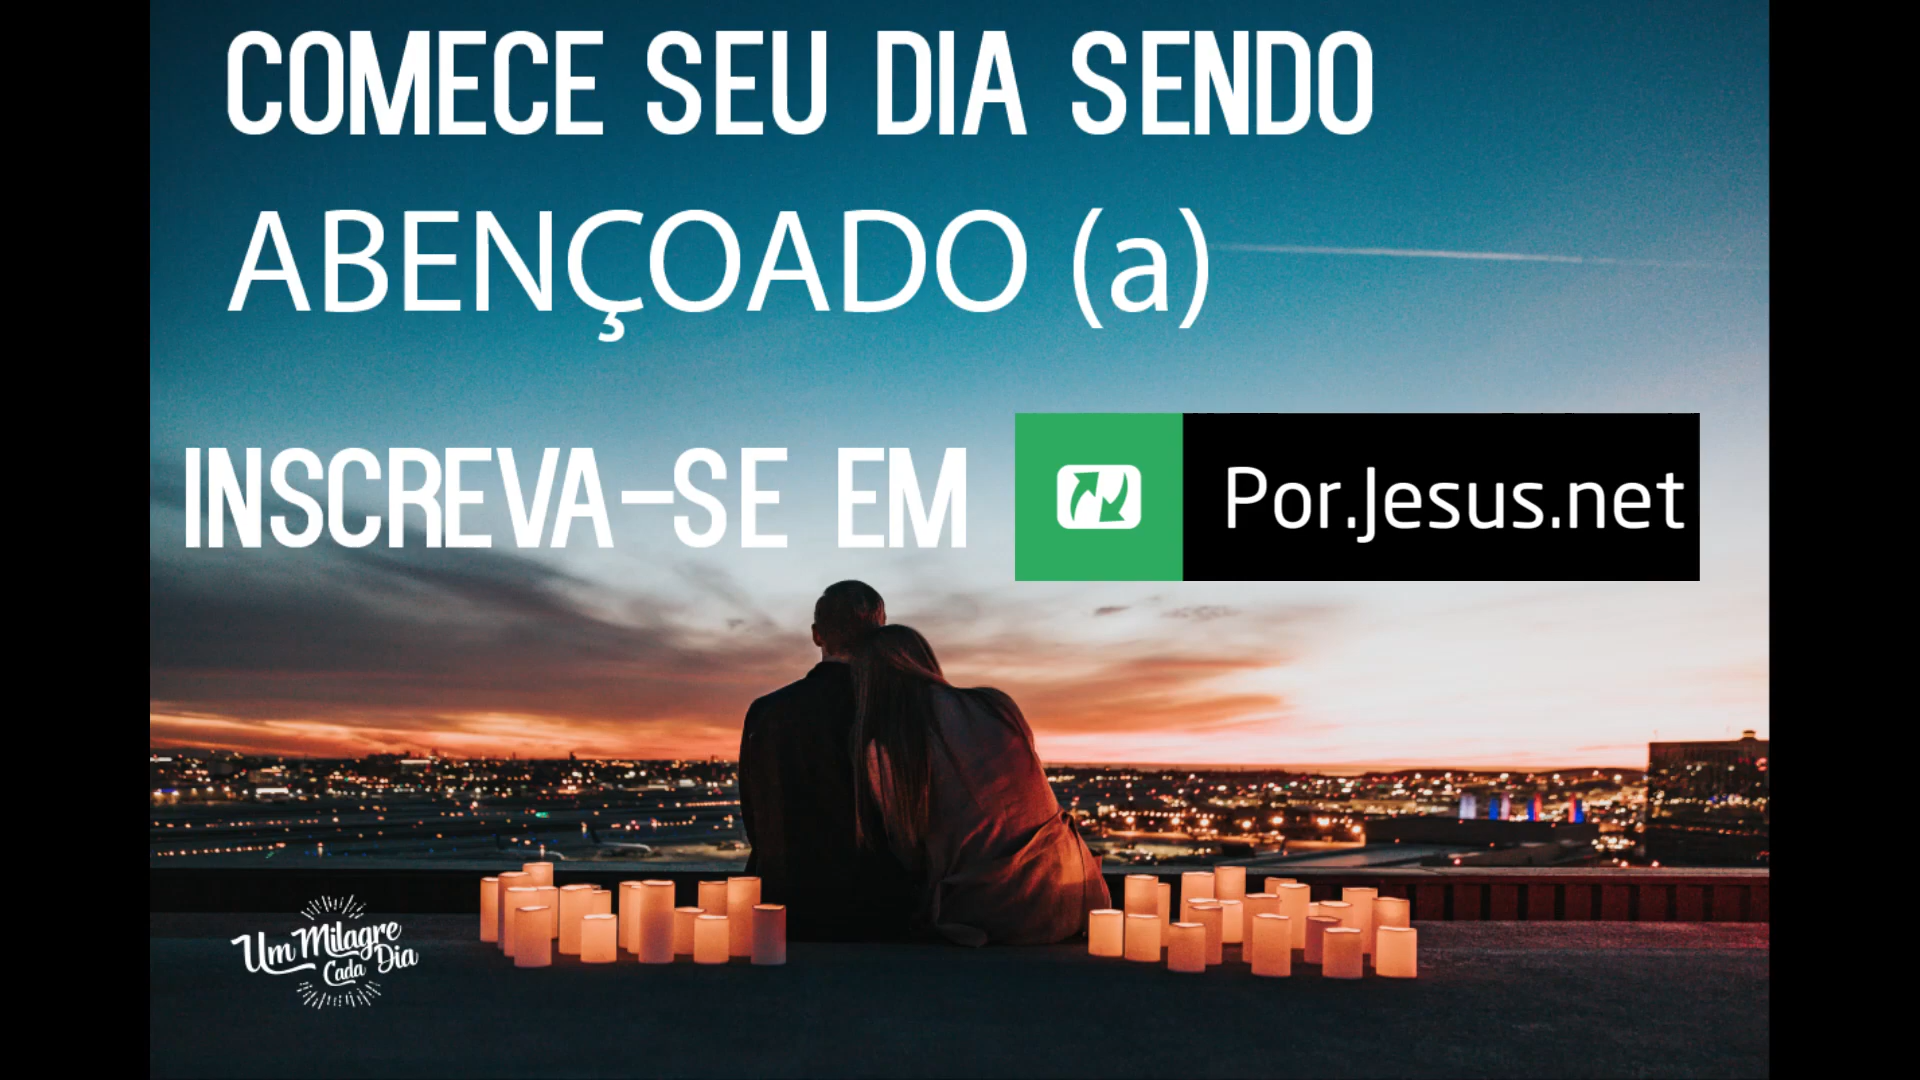 COMECE SEU DIA SENDO
ABENÇOADO (a)
INSCREVA-SE EM Por.Jesus.net
Um Milagre
Cada Dia